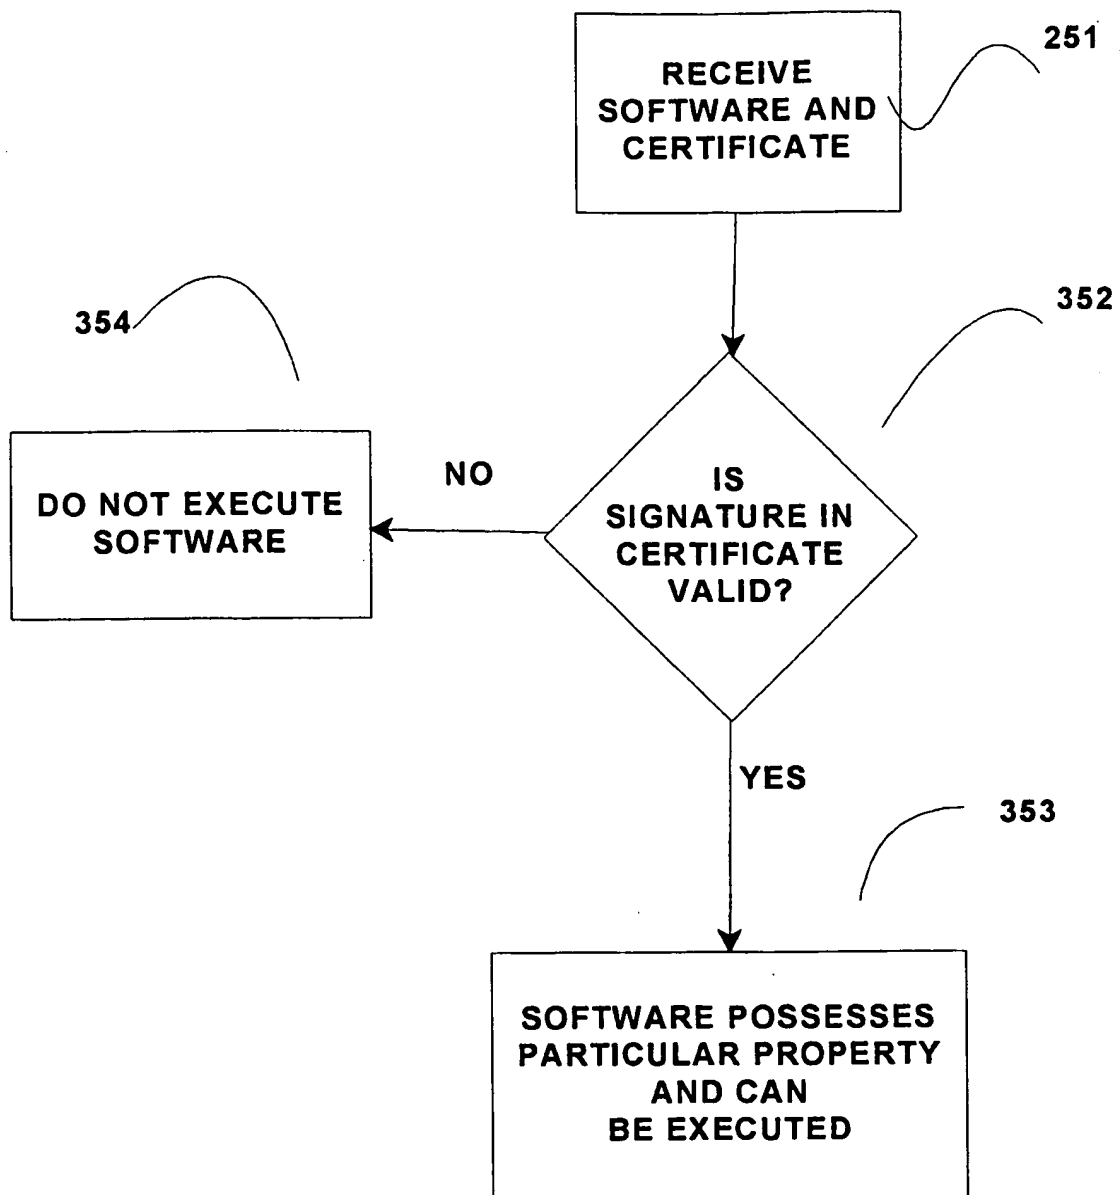 251
RECEIVE
SOFTWARE AND
CERTIFICATE
352
354
NO
IS
SIGNATURE IN
CERTIFICATE
VALID?
DO NOT EXECUTE
SOFTWARE
YES
353
SOFTWARE POSSESSES
PARTICULAR PROPERTY
AND CAN
BE EXECUTED